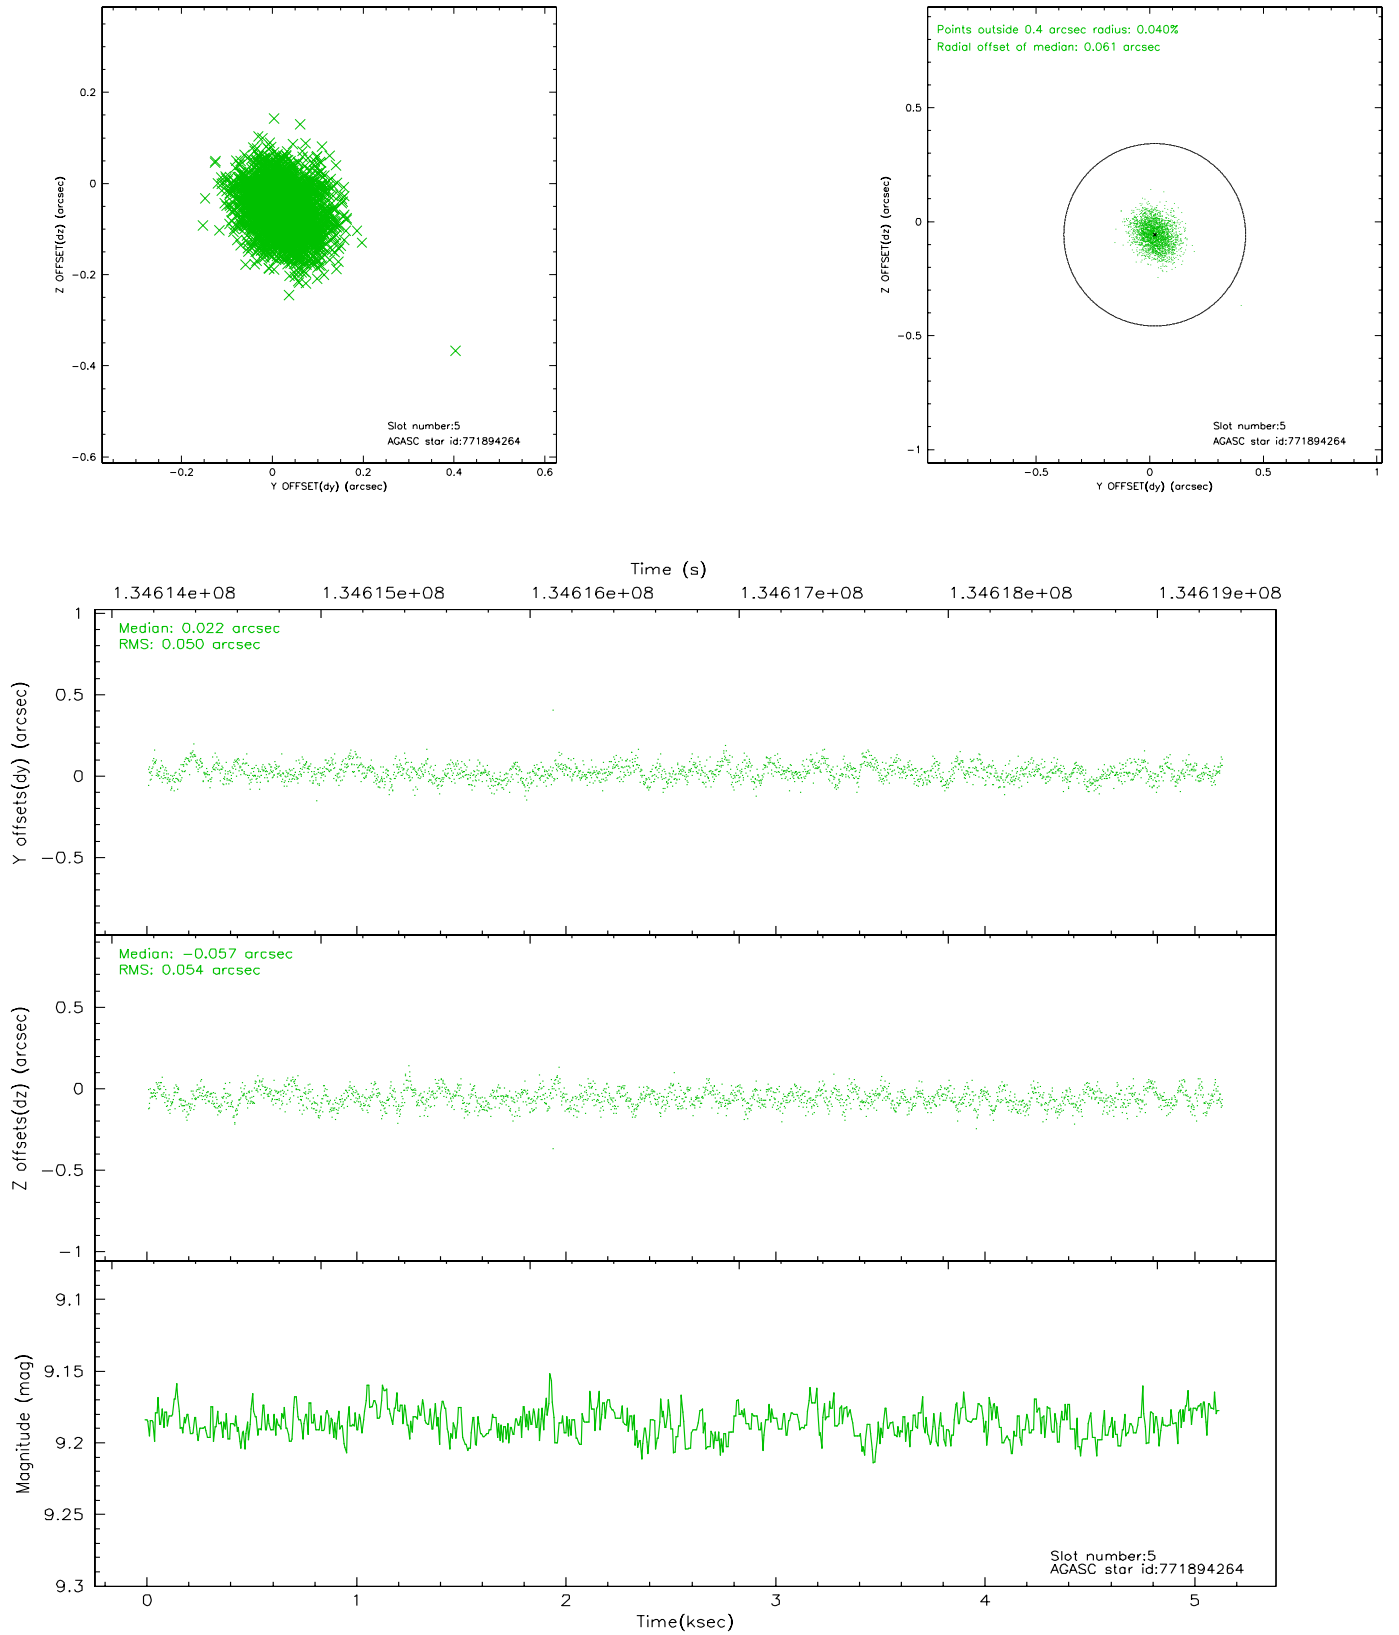 0.2
0
−0.2
−0.4
−0.6
Z OFFSET(dz) (arcsec)
Slot number:5
AGASC star id:771894264
−0.2 0 0.2 0.4 0.6
Y OFFSET(dy) (arcsec)
Points outside 0.4 arcsec radius: 0.040%
Radial offset of median: 0.061 arcsec
0.5
0
−0.5
−1
Z OFFSET(dz) (arcsec)
Slot number:5
AGASC star id:771894264
−0.5 0 0.5 1
Y OFFSET(dy) (arcsec)
Time (s)
1.34614e+08 1.34615e+08 1.34616e+08 1.34617e+08 1.34618e+08 1.34619e+08
Median: 0.022 arcsec
RMS: 0.050 arcsec
1
0.5
0
−0.5
Y offsets(dy) (arcsec)
Median: −0.057 arcsec
RMS: 0.054 arcsec
0.5
0
−0.5
−1
Z offsets(dz) (arcsec)
9.1
9.15
9.2
9.25
9.3
Magnitude (mag)
Slot number:5
AGASC star id:771894264
0 1 2 3 4 5
Time(ksec)